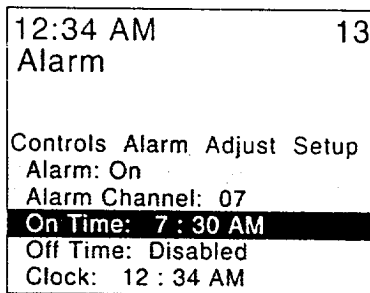 12:34 AM 13
Alarm
Controls Alarm Adjust Setup
Alarm: On
Alarm Channel: 07
On Time: 7 : 30 AM
Off Time: Disabled
Clock: 12 : 34 AM